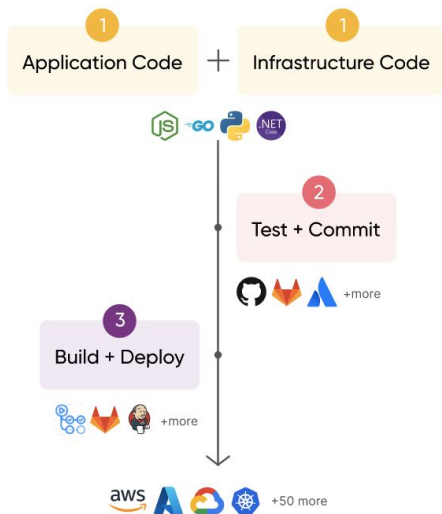 1
1
Application Code + Infrastructure Code
JS GO .NET Core
2
Test + Commit
+more
3
Build + Deploy
+more
aws +50 more